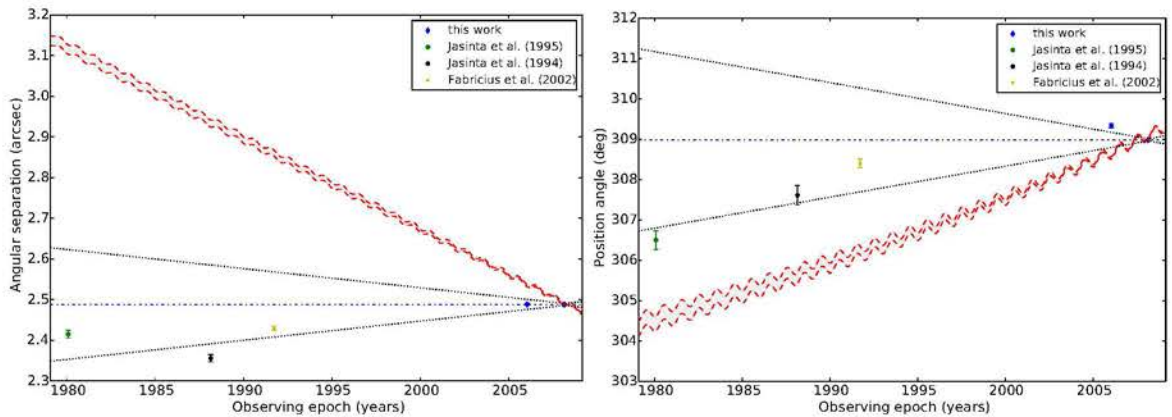 3.2
3.1
3.0
2.9
2.8
2.7
2.6
2.5
2.4
2.3
Angular separation (arcsec)
this work
Jasinta et al. (1995)
Jasinta et al. (1994)
Fabricius et al. (2002)
1980 1985 1990 1995 2000 2005
Observing epoch (years)
312
311
310
309
308
307
306
305
304
303
Position angle (deg)
this work
Jasinta et al. (1995)
Jasinta et al. (1994)
Fabricius et al. (2002)
1980 1985 1990 1995 2000 2005
Observing epoch (years)